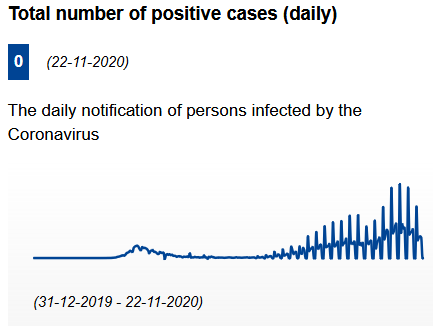 Total number of positive cases (daily)
0 (22-11-2020)
The daily notification of persons infected by the
Coronavirus
(31-12-2019 - 22-11-2020)